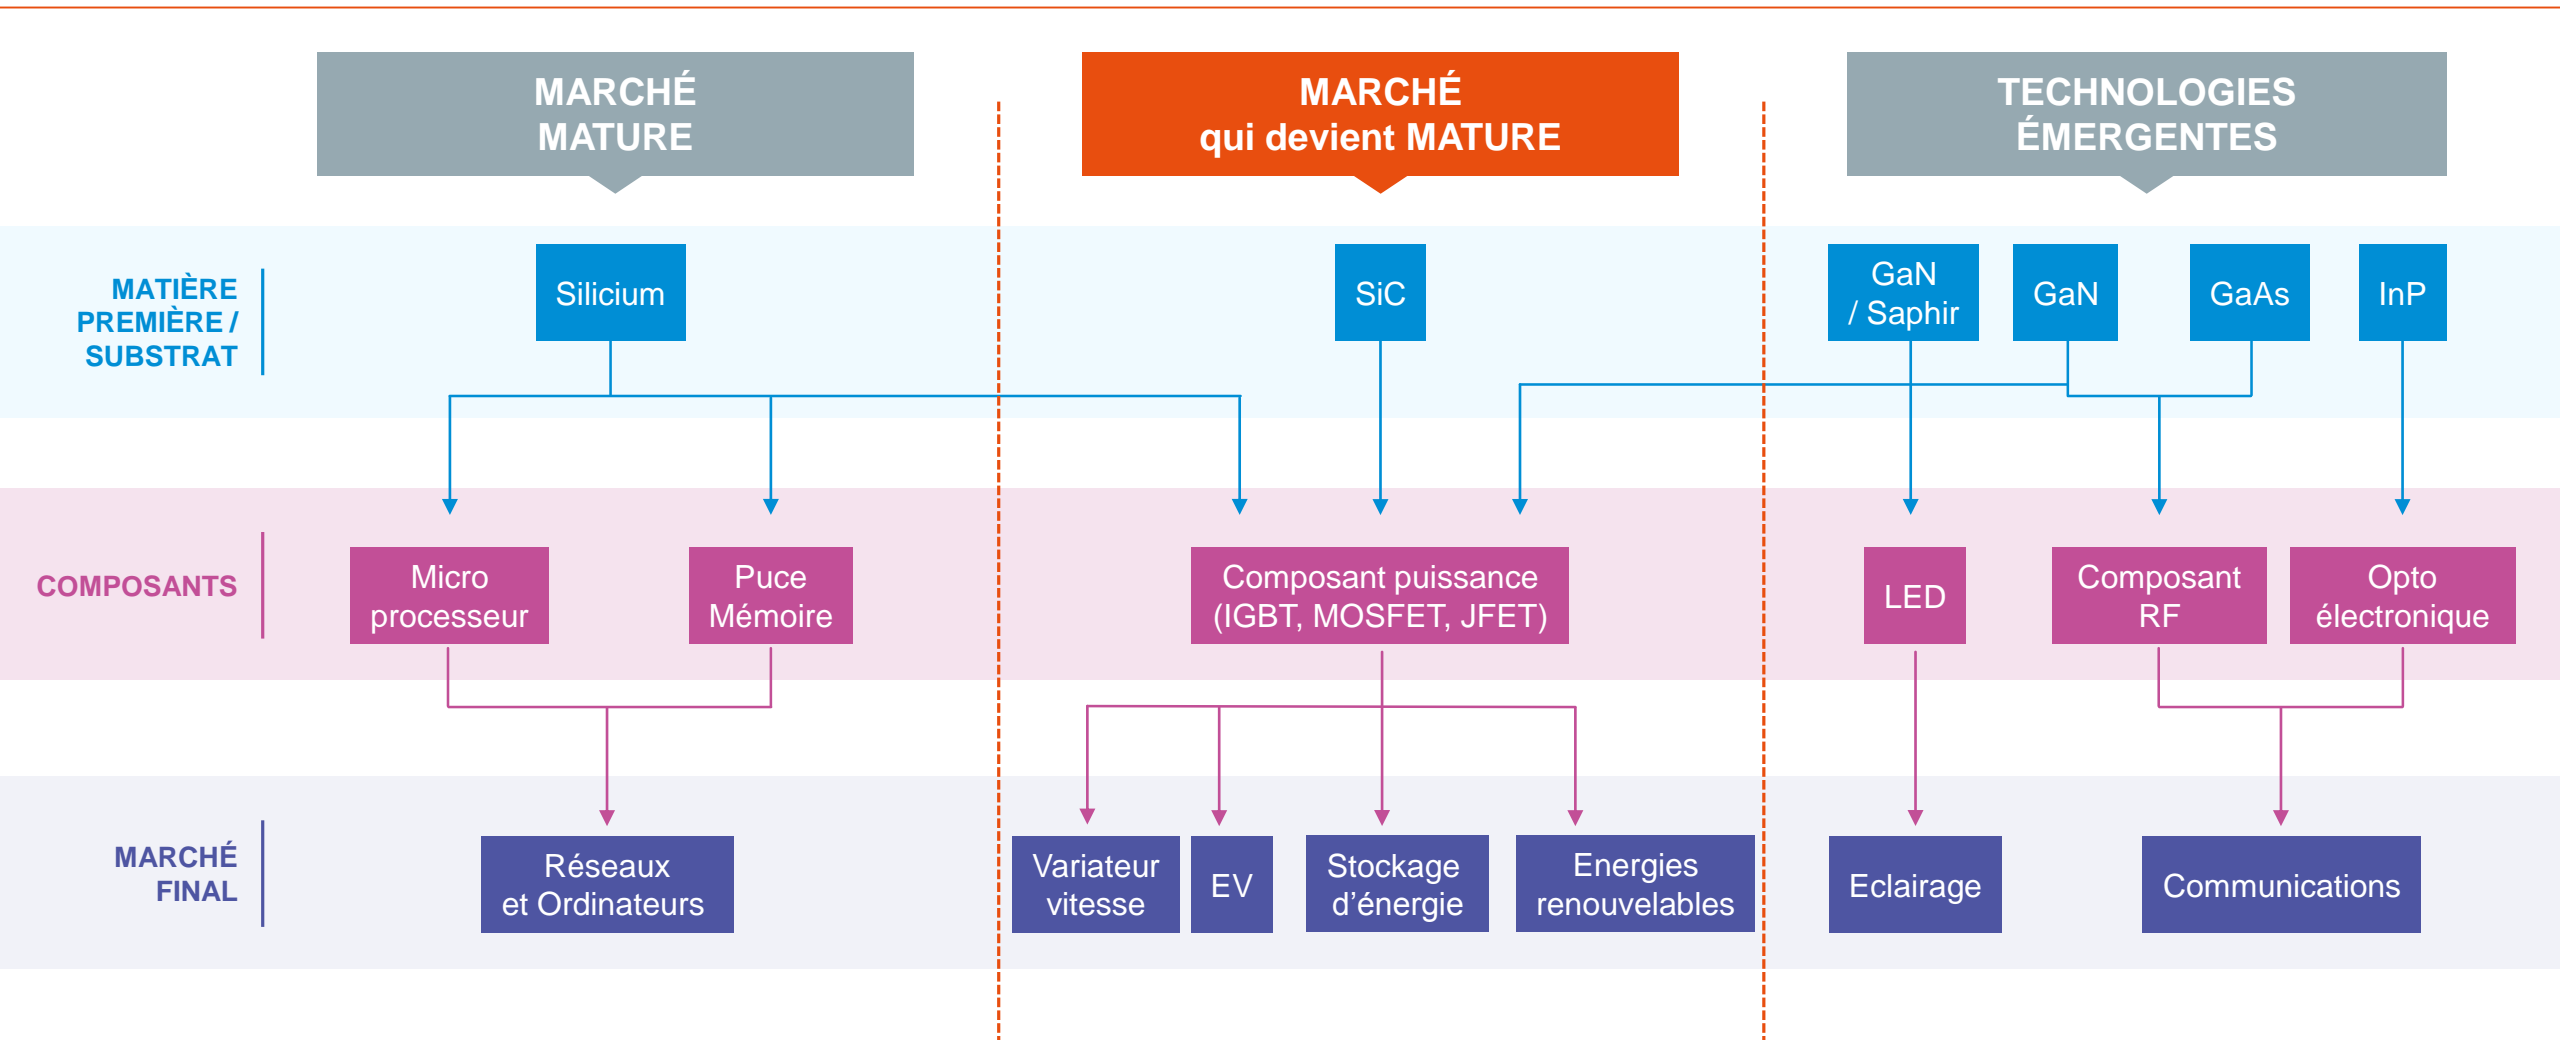 MARCHÉ
MATURE
MARCHÉ
qui devient MATURE
TECHNOLOGIES
ÉMERGENTES
MATIÈRE
PREMIÈRE /
SUBSTRAT
Silicium
SiC
GaN
/ Saphir
GaN
GaAs
InP
COMPOSANTS
Micro
processeur
Puce
Mémoire
Composant puissance
(IGBT, MOSFET, JFET)
LED
Composant
RF
Opto
électronique
MARCHÉ
FINAL
Réseaux
et Ordinateurs
Variateur
vitesse
EV
Stockage
d’énergie
Energies
renouvelables
Eclairage
Communications